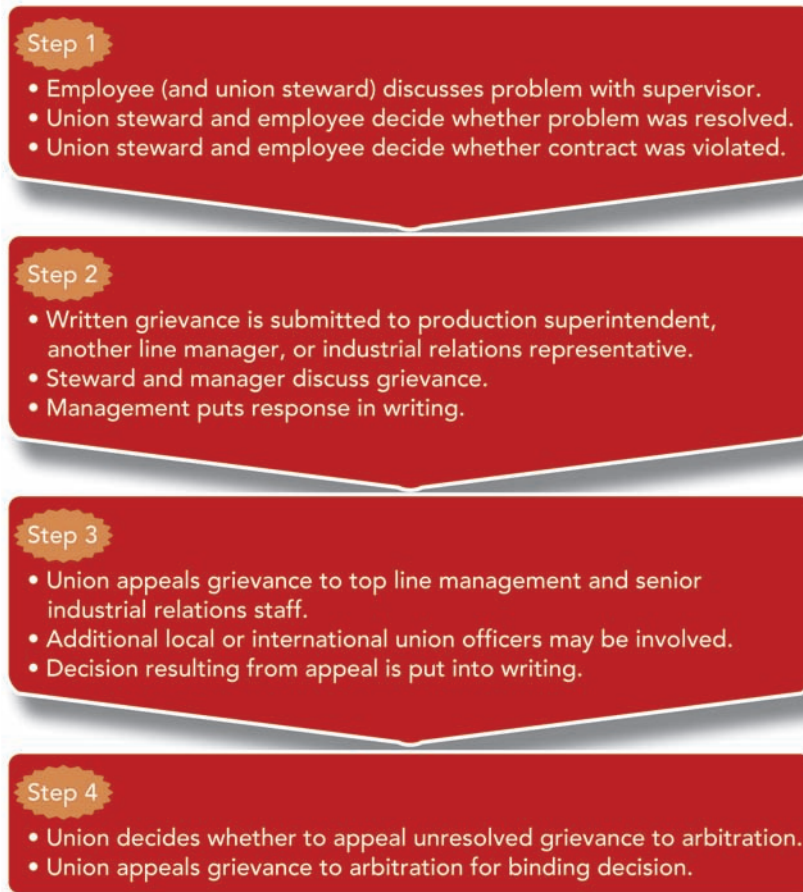 Step 1
• Employee (and union steward) discusses problem with supervisor.
• Union steward and employee decide whether problem was resolved.
• Union steward and employee decide whether contract was violated.
Step 2
• Written grievance is submitted to production superintendent,
another line manager, or industrial relations representative.
• Steward and manager discuss grievance.
• Management puts response in writing.
Step 3
• Union appeals grievance to top line management and senior
industrial relations staff.
• Additional local or international union officers may be involved.
• Decision resulting from appeal is put into writing.
Step 4
• Union decides whether to appeal unresolved grievance to arbitration.
• Union appeals grievance to arbitration for binding decision.